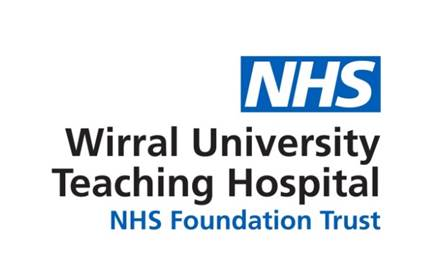 NHS
Wirral University
Teaching Hospital
NHS Foundation Trust